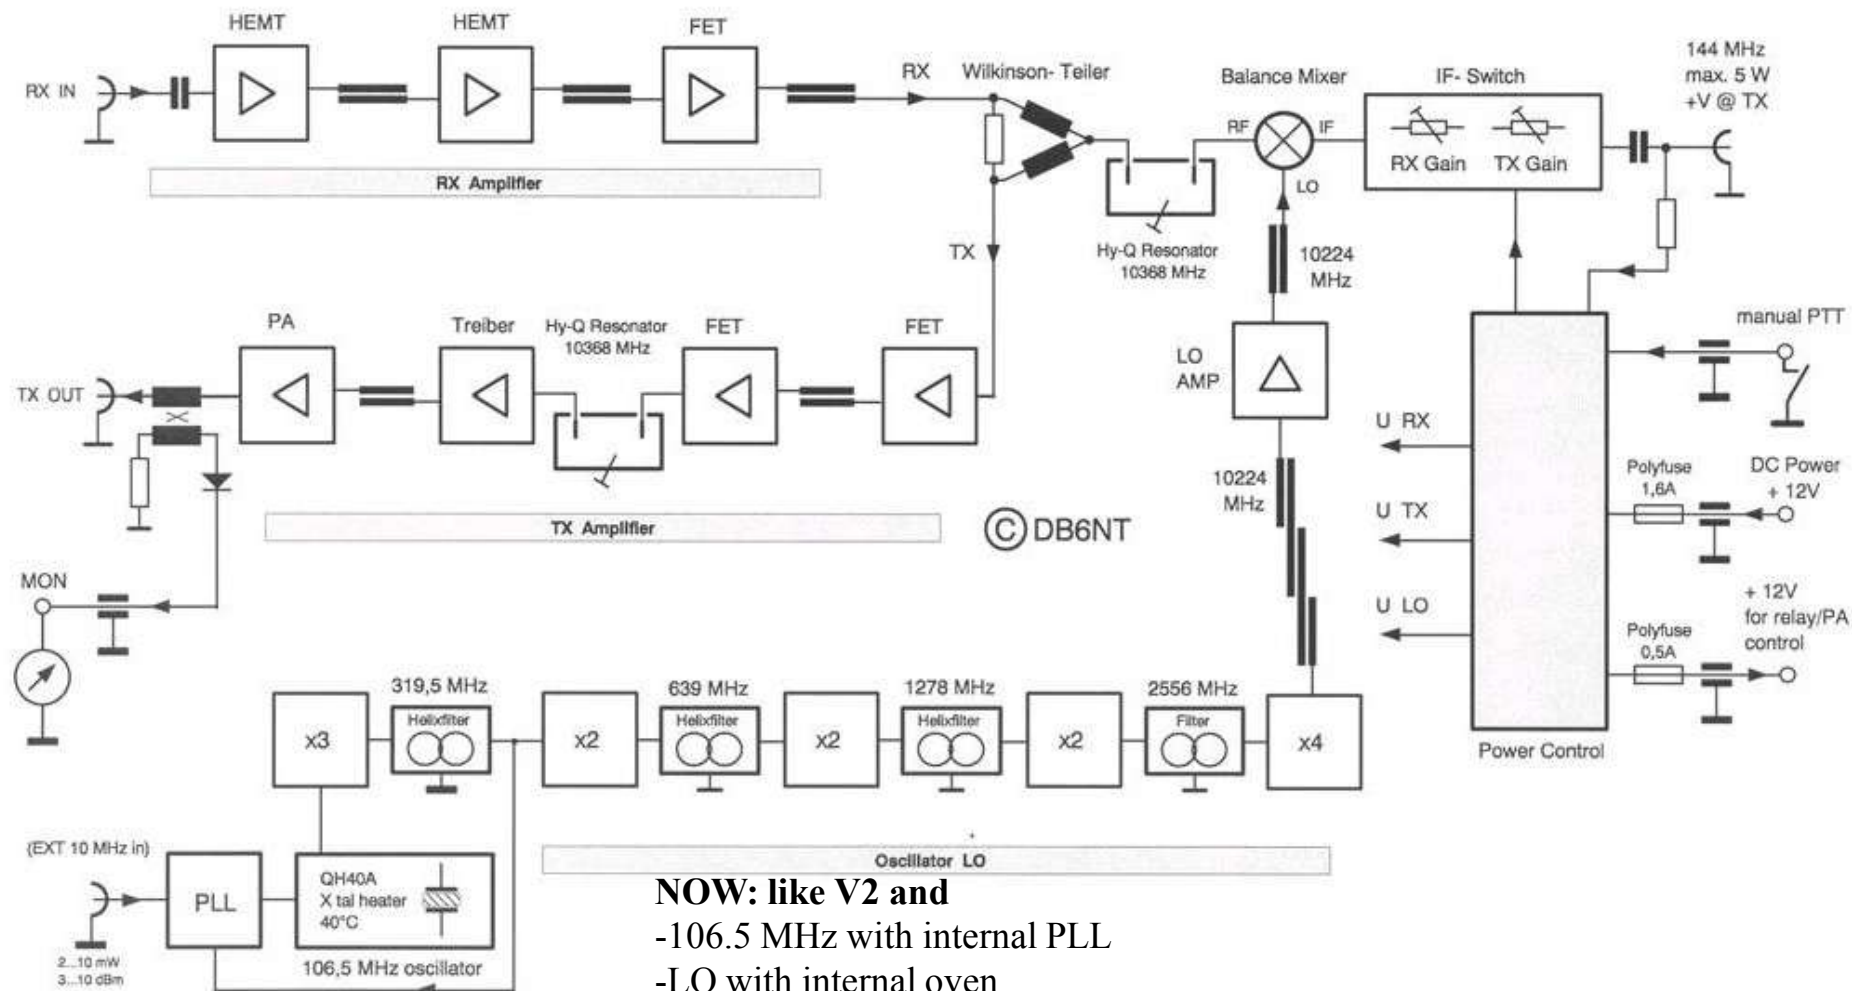 HEMT
HEMT
FET
RX IN
RX
Wilkinson- Teiler
Balance Mixer
IF- Switch
144 MHz
max. 5 W
+V @ TX
RF
IF
RX Gain
TX Gain
LO
RX Amplifier
Hy-Q Resonator
10368 MHz
TX
10224
MHz
PA
Treiber
Hy-Q Resonator
10368 MHz
FET
FET
LO
AMP
manual PTT
TX OUT
U RX
10224
MHz
Polyfuse
1,6A
DC Power
+ 12V
TX Amplifier
© DB6NT
U TX
MON
U LO
+ 12V
for relay/PA
control
Polyfuse
0,5A
319,5 MHz
639 MHz
1278 MHz
2556 MHz
Helixfilter
Helixfilter
Helixfilter
Filter
x3
x2
x2
x2
x4
Power Control
(EXT 10 MHz in)
Oscillator LO
PLL
QH40A
X tal heater
40°C
2...10 mW
3...10 dBm
106,5 MHz oscillator
NOW: like V2 and
-106.5 MHz with internal PLL
-LO with internal oven